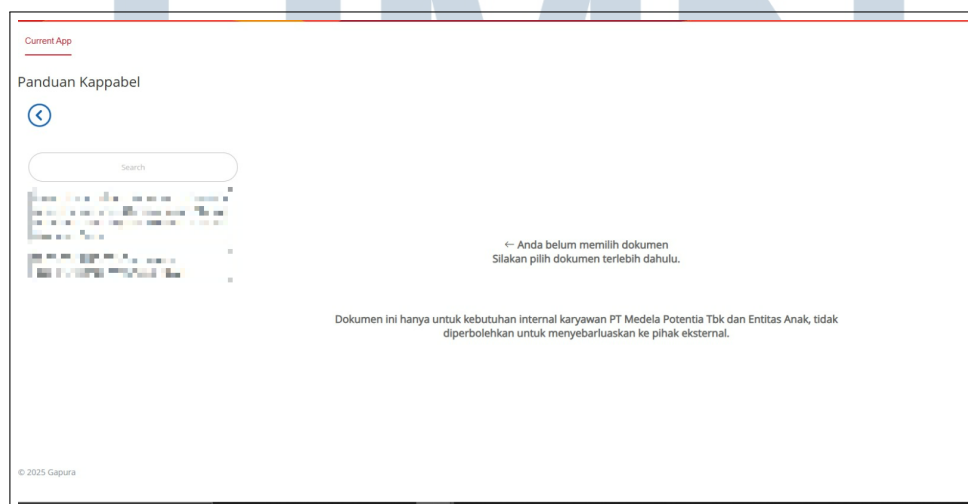 Current App
Panduan Kappabel
Search
← Anda belum memilih dokumen
Silakan pilih dokumen terlebih dahulu.
Dokumen ini hanya untuk kebutuhan internal karyawan PT Medela Potentia Tbk dan Entitas Anak, tidak
diperbolehkan untuk menyebarluaskan ke pihak eksternal.
© 2025 Gapura